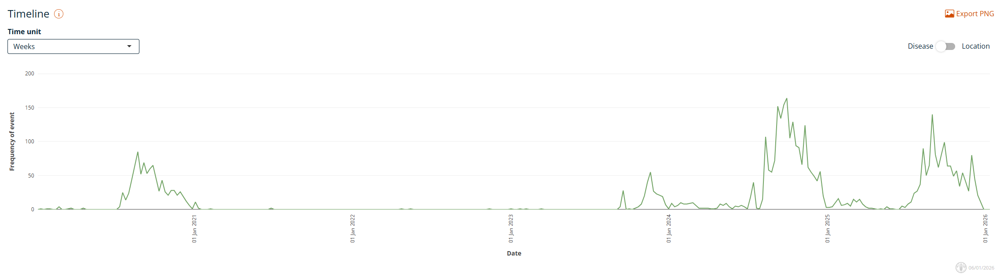 Timeline
Export PNG
Time unit
Weeks
Disease Location
200
150
100
50
0
Frequency of event
01 Jan 2021
01 Jan 2022
01 Jan 2023
01 Jan 2024
01 Jan 2025
01 Jan 2026
Date
06/01/2026